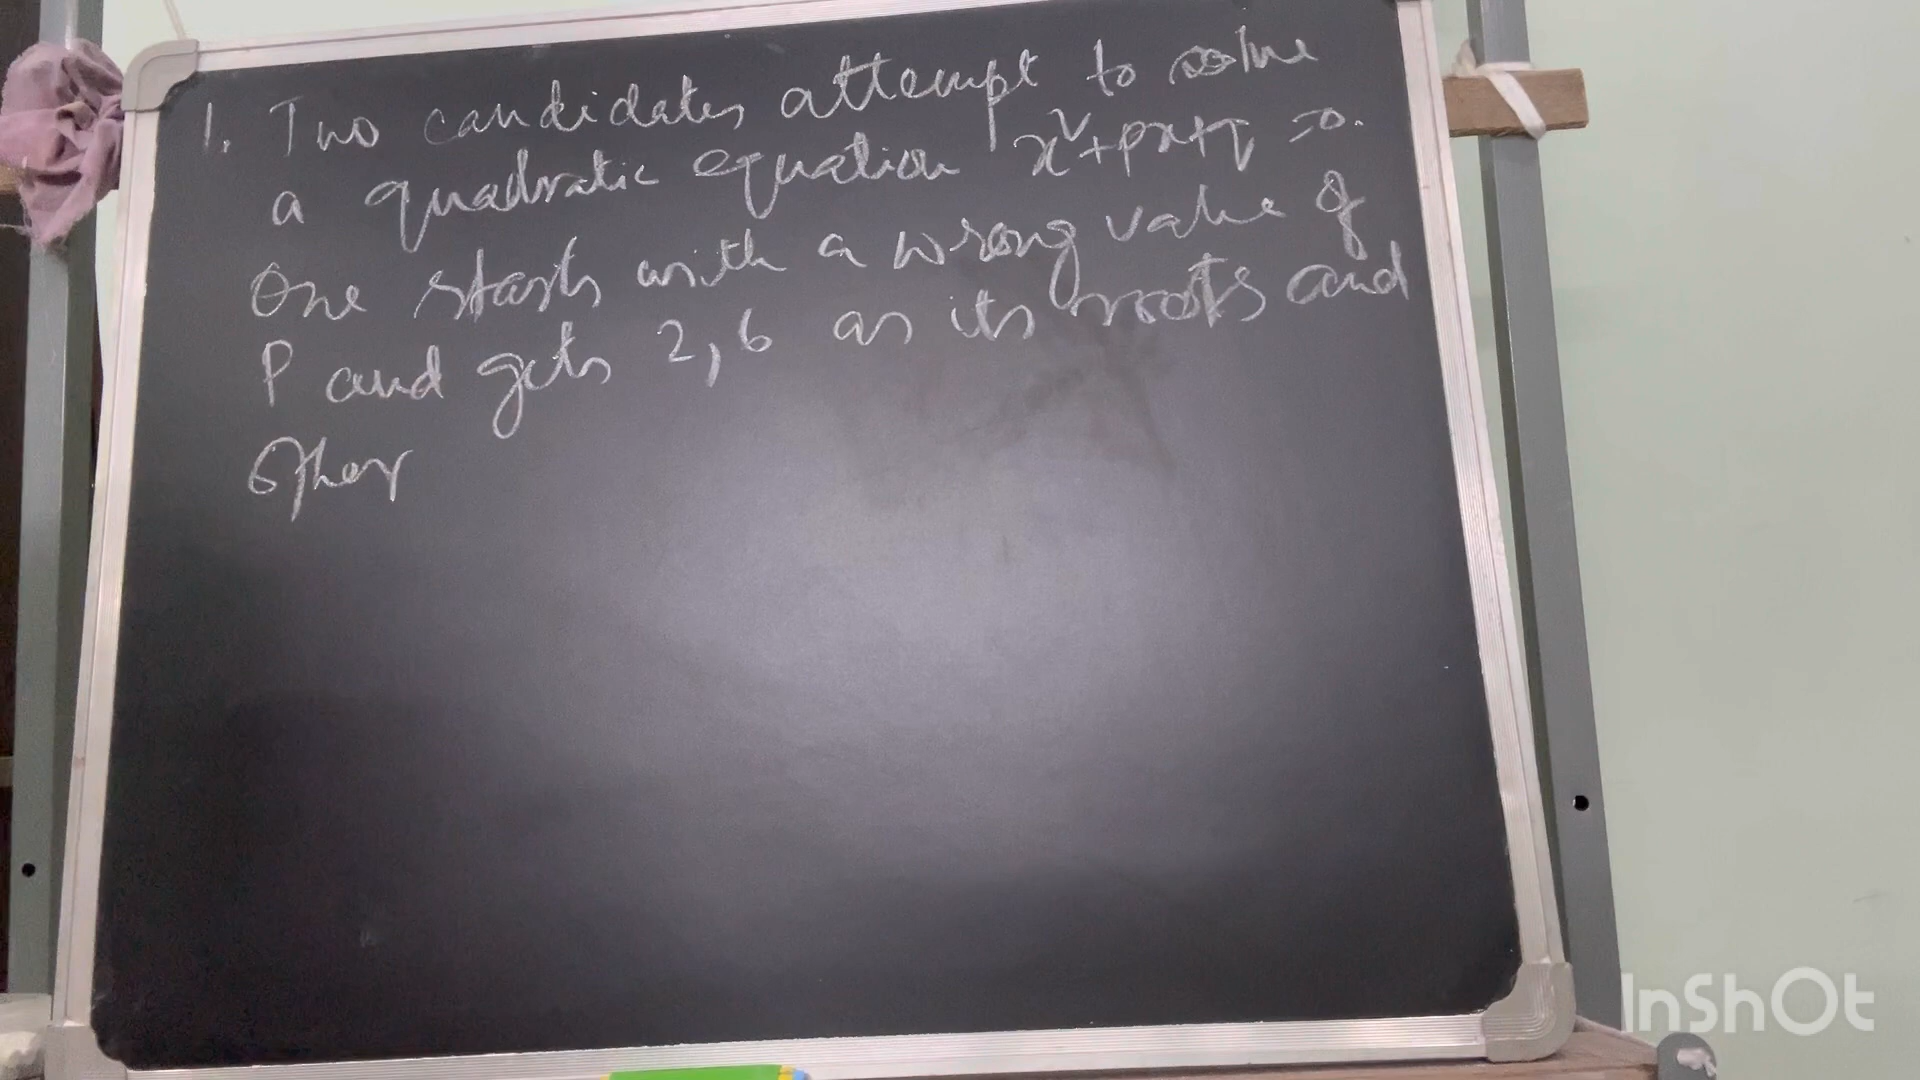 1. Two candidates attempt to solve
a quadratic equation x²+px+q =0.
One starts with a wrong value of
P and gets 2, 6 as its roots and
other
InShOt